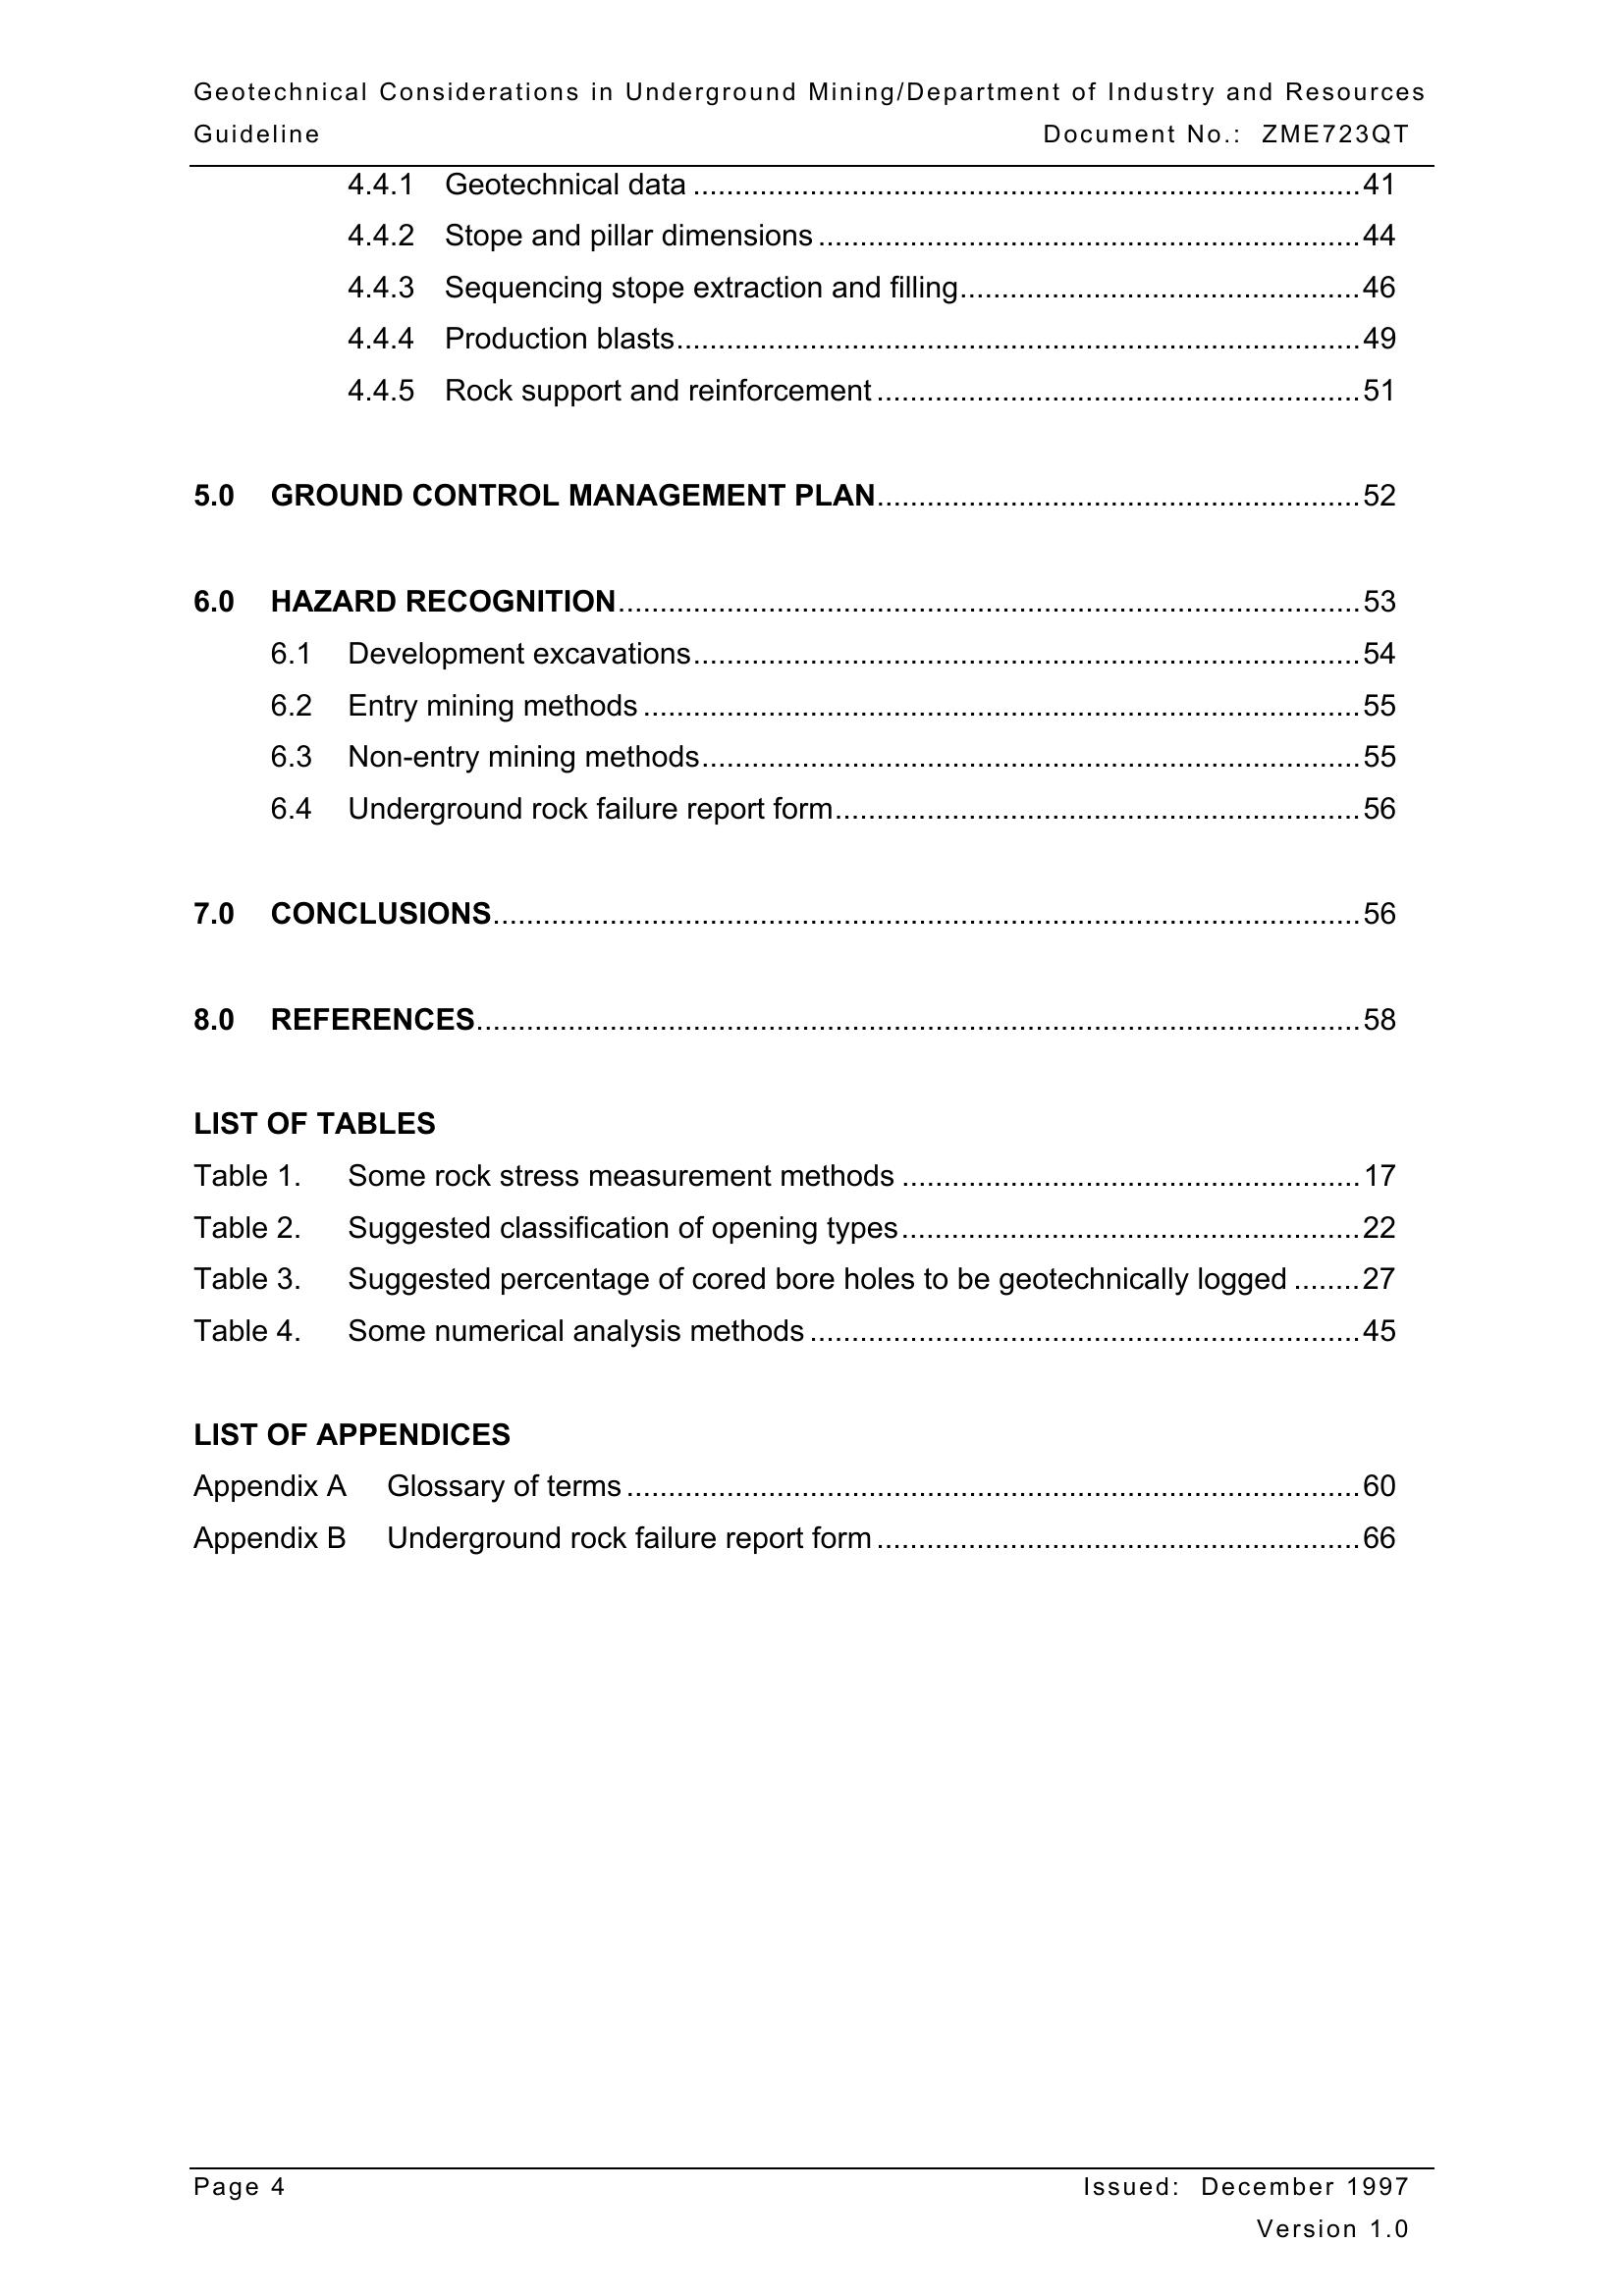 Geotechnical Considerations in Underground Mining/Department of Industry and Resources
Guideline Document No.: ZME723QT
4.4.1 Geotechnical data ................................................................................41
4.4.2 Stope and pillar dimensions .................................................................44
4.4.3 Sequencing stope extraction and filling................................................46
4.4.4 Production blasts..................................................................................49
4.4.5 Rock support and reinforcement ..........................................................51
5.0 GROUND CONTROL MANAGEMENT PLAN..........................................................52
6.0 HAZARD RECOGNITION.........................................................................................53
6.1 Development excavations................................................................................54
6.2 Entry mining methods ......................................................................................55
6.3 Non-entry mining methods...............................................................................55
6.4 Underground rock failure report form...............................................................56
7.0 CONCLUSIONS........................................................................................................56
8.0 REFERENCES..........................................................................................................58
LIST OF TABLES
Table 1. Some rock stress measurement methods .......................................................17
Table 2. Suggested classification of opening types.......................................................22
Table 3. Suggested percentage of cored bore holes to be geotechnically logged ........27
Table 4. Some numerical analysis methods ..................................................................45
LIST OF APPENDICES
Appendix A Glossary of terms ........................................................................................60
Appendix B Underground rock failure report form ..........................................................66
Page 4 Issued: December 1997
Version 1.0